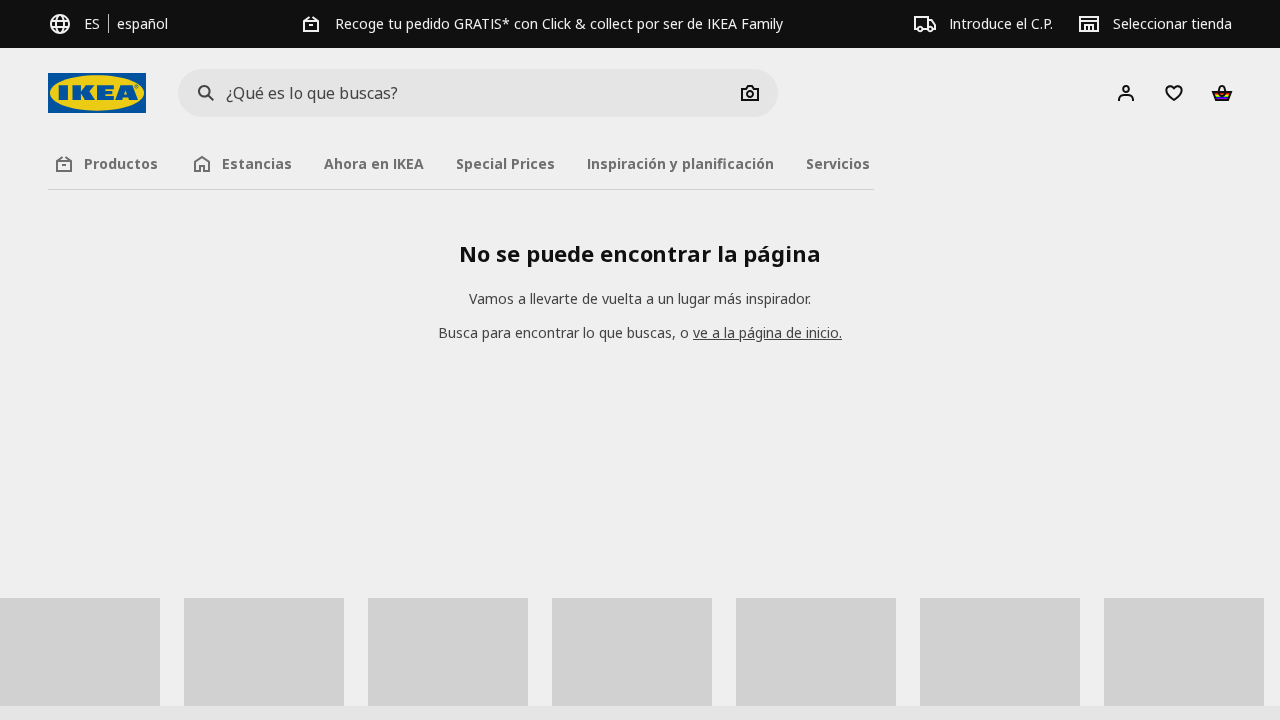 ES español
Recoge tu pedido GRATIS* con Click & collect por ser de IKEA Family
Introduce el C.P.
Seleccionar tienda
IKEA
¿Qué es lo que buscas?
Productos
Estancias
Ahora en IKEA
Special Prices
Inspiración y planificación
Servicios
No se puede encontrar la página
Vamos a llevarte de vuelta a un lugar más inspirador.
Busca para encontrar lo que buscas, o ve a la página de inicio.